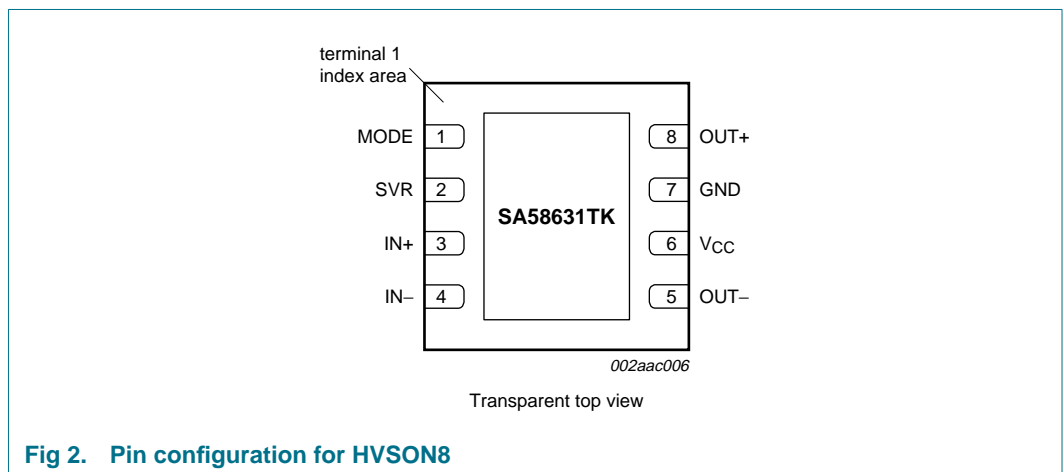 terminal 1
index area
MODE 1
SVR 2
IN+ 3
IN− 4
SA58631TK
8 OUT+
7 GND
6 VCC
5 OUT−
002aac006
Transparent top view
Fig 2. Pin configuration for HVSON8